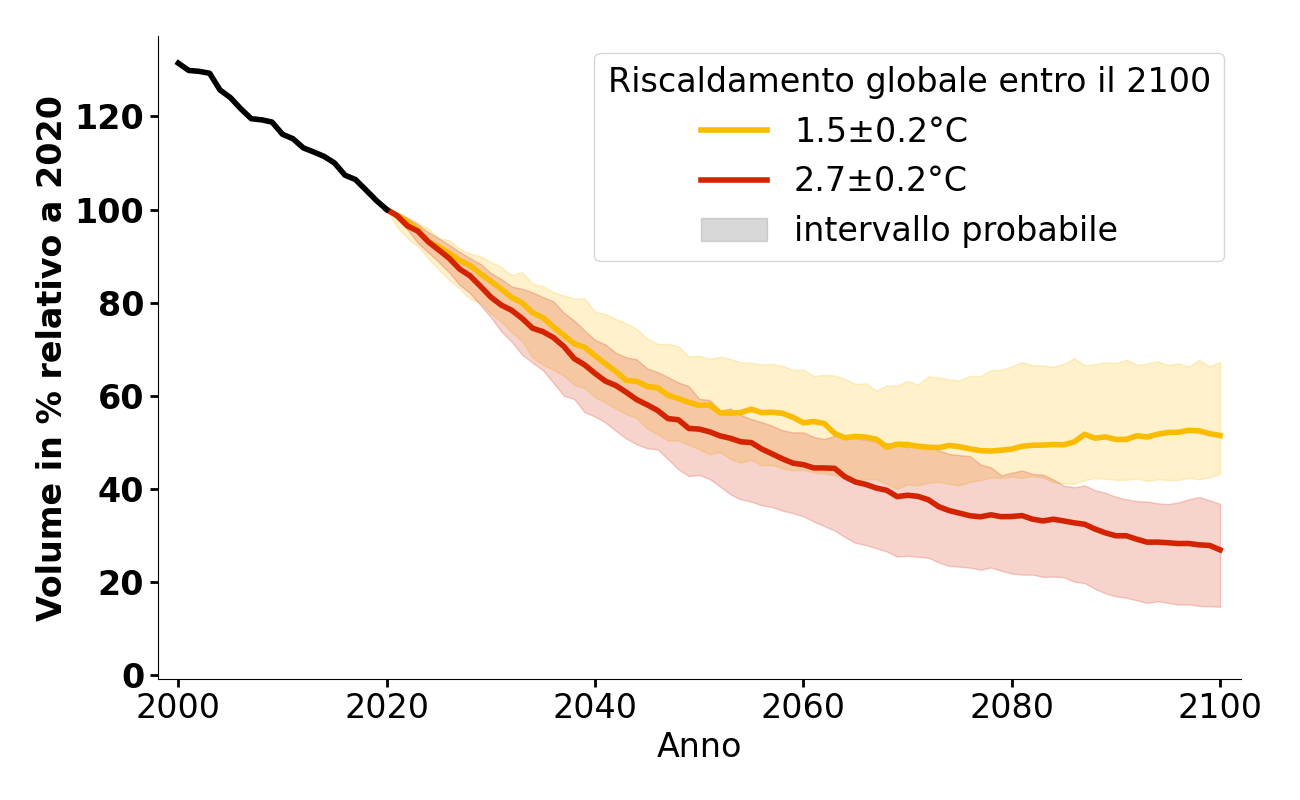 Volume in % relativo a 2020
120
100
80
60
40
20
0
Riscaldamento globale entro il 2100
1.5±0.2°C
2.7±0.2°C
intervallo probabile
2000 2020 2040 2060 2080 2100
Anno